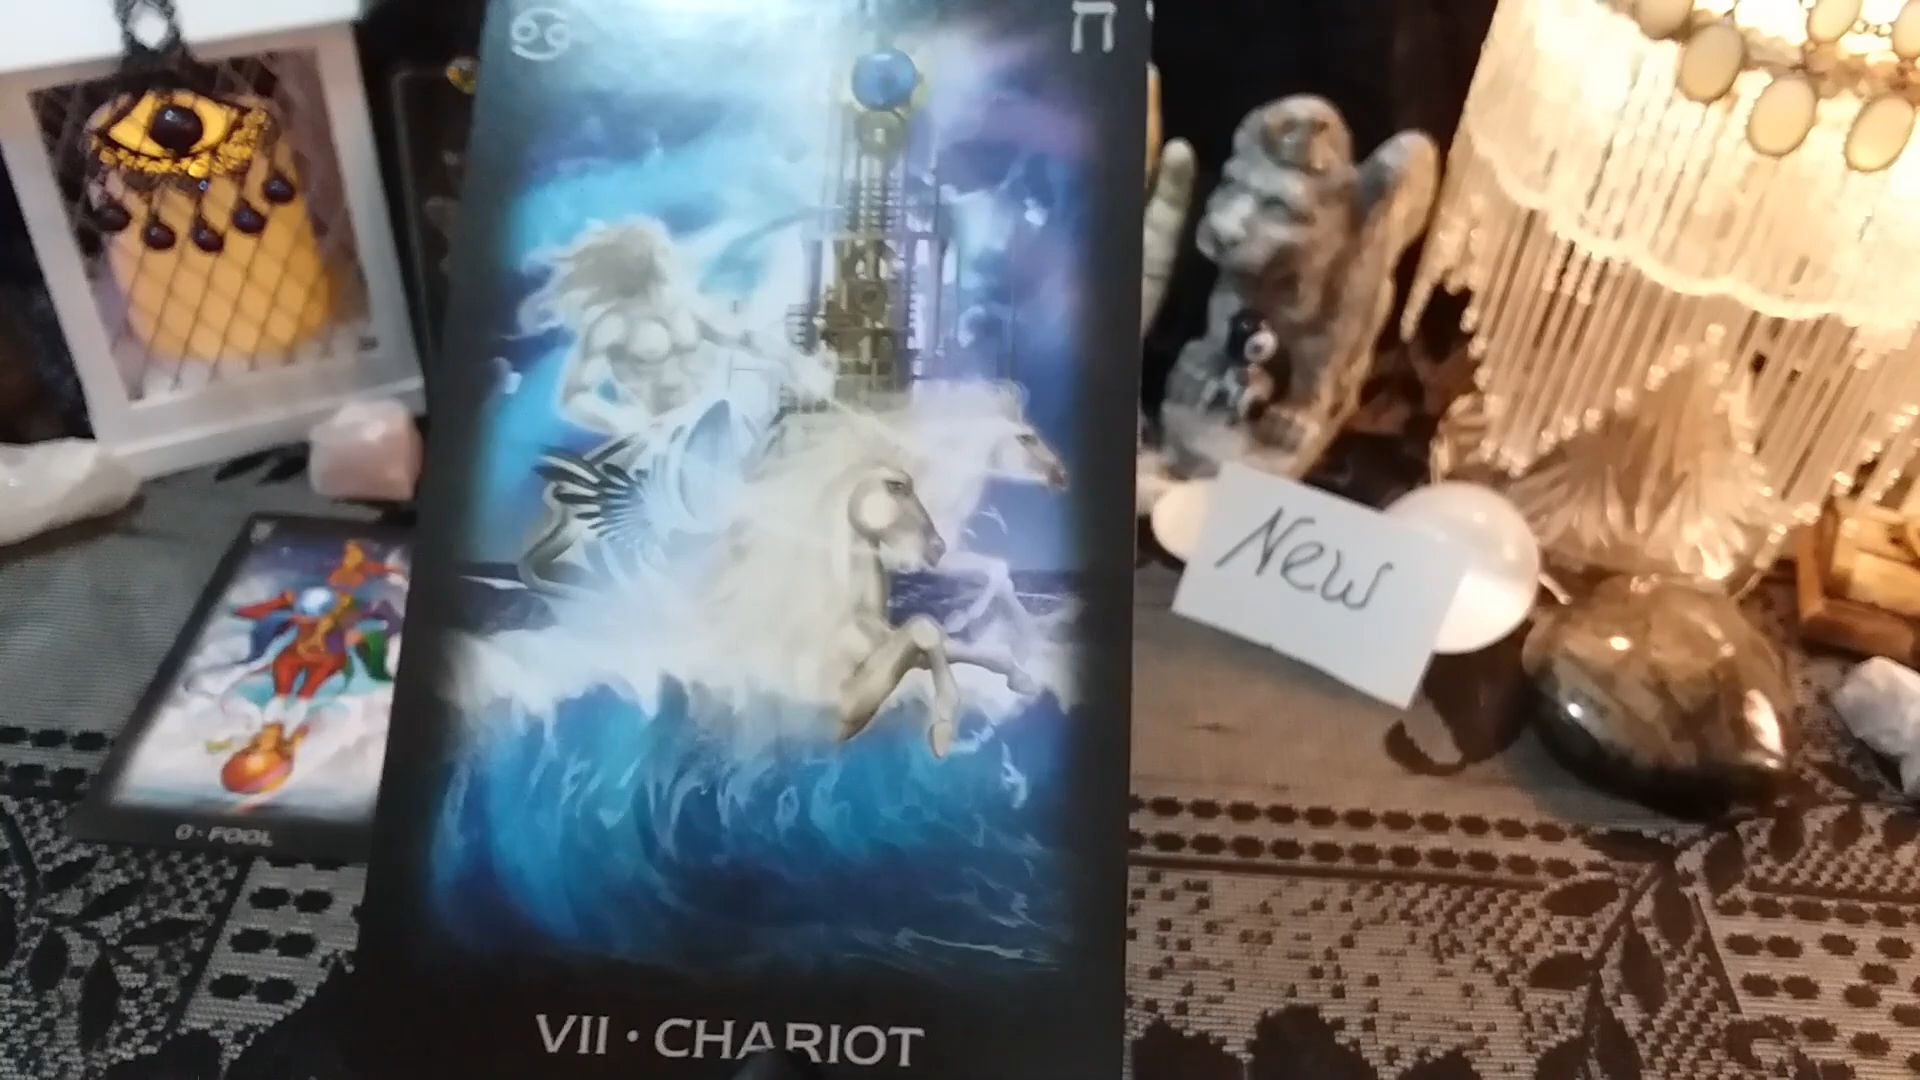 ♋ ח
New
0 · FOOL
VII · CHARIOT